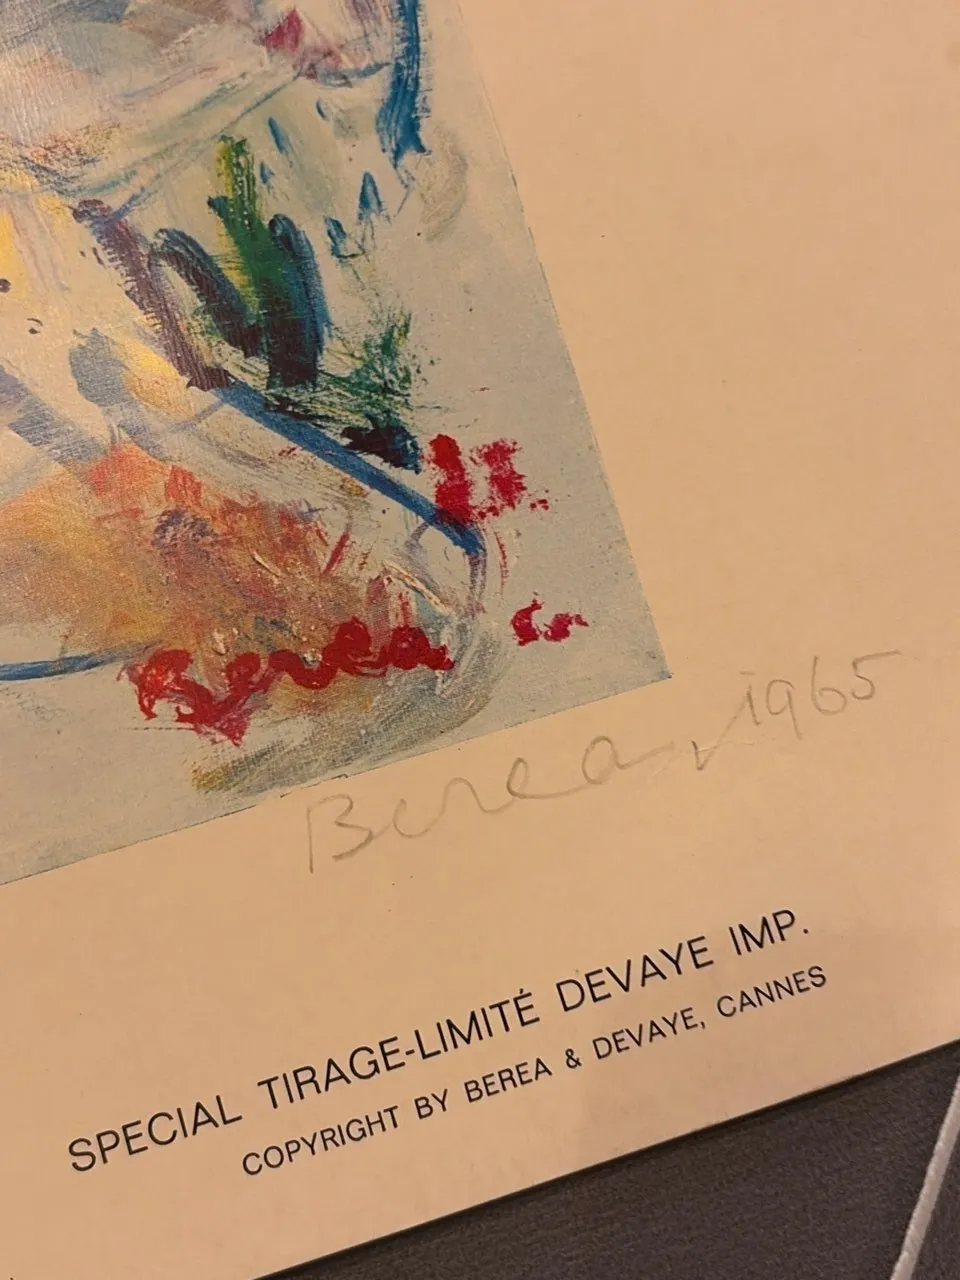 Berea
Berea, 1965
SPECIAL TIRAGE-LIMITÉ DEVAYE IMP.
COPYRIGHT BY BEREA & DEVAYE, CANNES